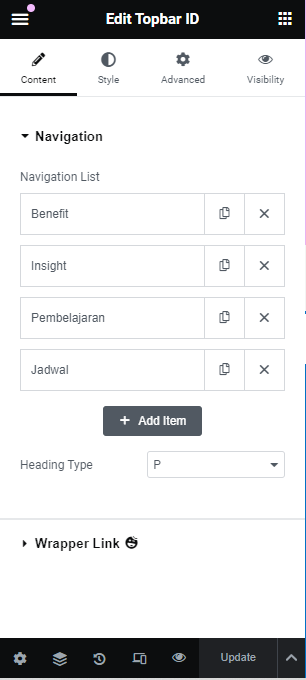 Edit Topbar ID
Content Style Advanced Visibility
Navigation
Navigation List
Benefit
Insight
Pembelajaran
Jadwal
+ Add Item
Heading Type P
Wrapper Link
Update